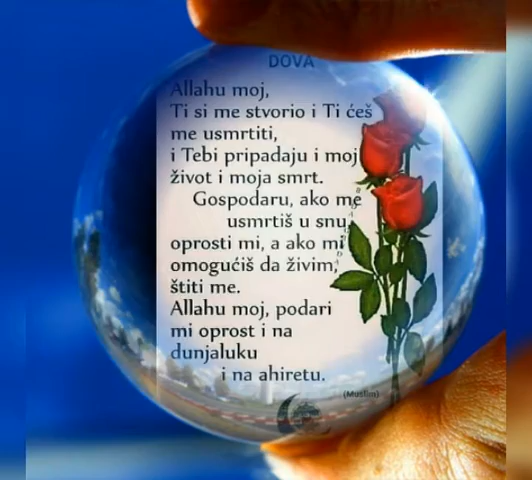 DOVA
Allahu moj,
Ti si me stvorio i Ti ćeš
me usmrtiti,
i Tebi pripadaju i moj
život i moja smrt.
Gospodaru, ako me
usmrtiš u snu,
oprosti mi, a ako mi
omogućiš da živim,
štiti me.
Allahu moj, podari
mi oprost i na
dunjaluku
i na ahiretu.
(Muslim)